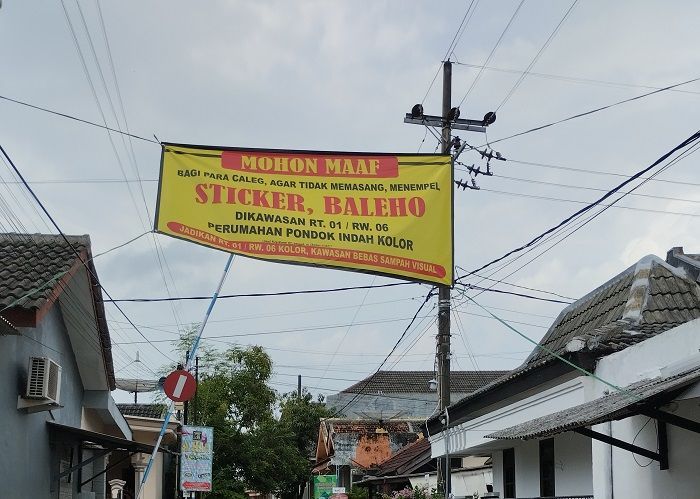 MOHON MAAF
BAGI PARA CALEG, AGAR TIDAK MEMASANG, MENEMPEL
STICKER, BALEHO
DIKAWASAN RT. 01 / RW. 06
PERUMAHAN PONDOK INDAH KOLOR
JADIKAN RT. 01 / RW. 06 KOLOR, KAWASAN BEBAS SAMPAH VISUAL